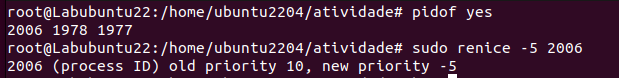 root@Labubuntu22:/home/ubuntu2204/atividade# pidof yes
2006 1978 1977
root@Labubuntu22:/home/ubuntu2204/atividade# sudo renice -5 2006
2006 (process ID) old priority 10, new priority -5